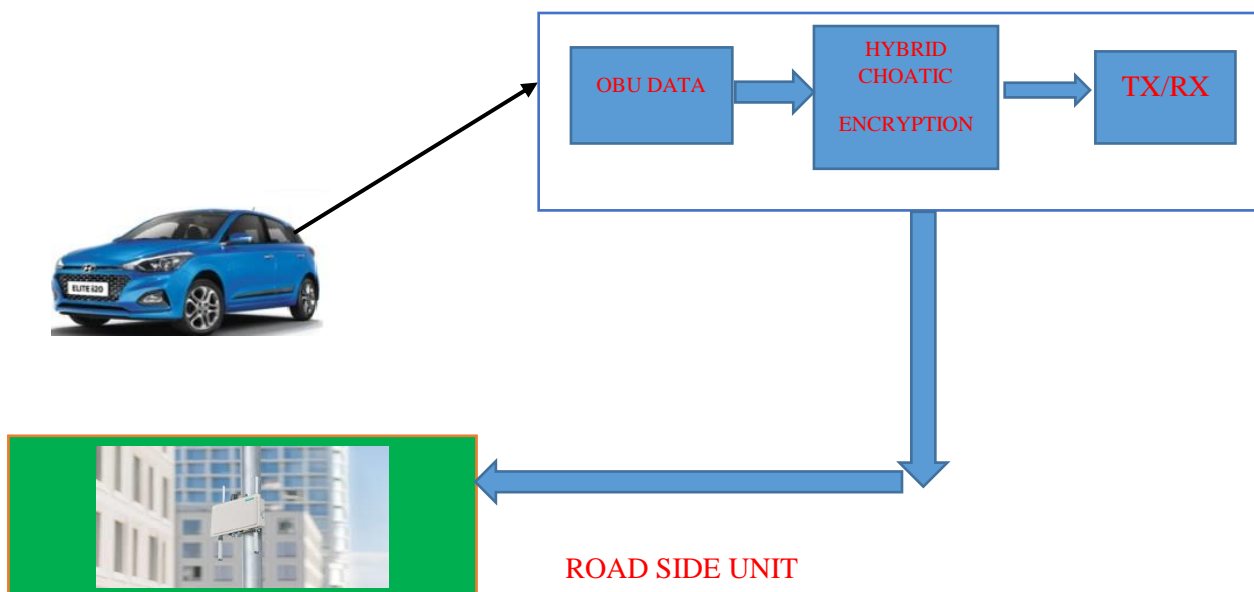 OBU DATA
HYBRID
CHOATIC
ENCRYPTION
TX/RX
ELITE i20
ROAD SIDE UNIT